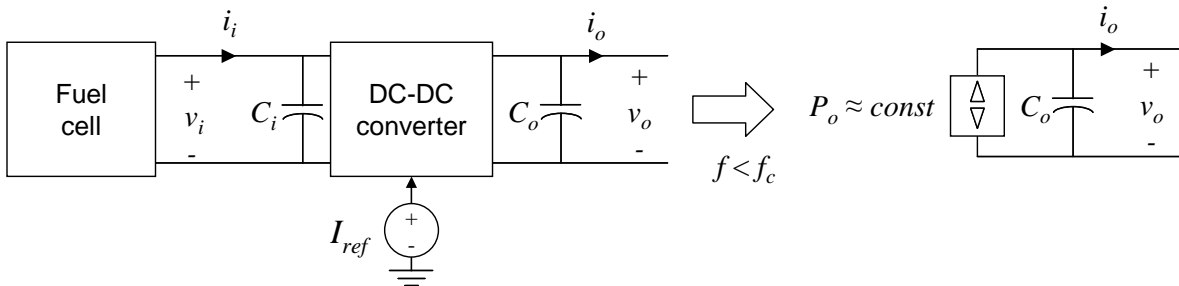 i_i
i_o
Fuel
cell
+
v_i
-
C_i
DC-DC
converter
C_o
+
v_o
-
I_ref
+
-
f < f_c
P_o ≈ const
C_o
i_o
+
v_o
-